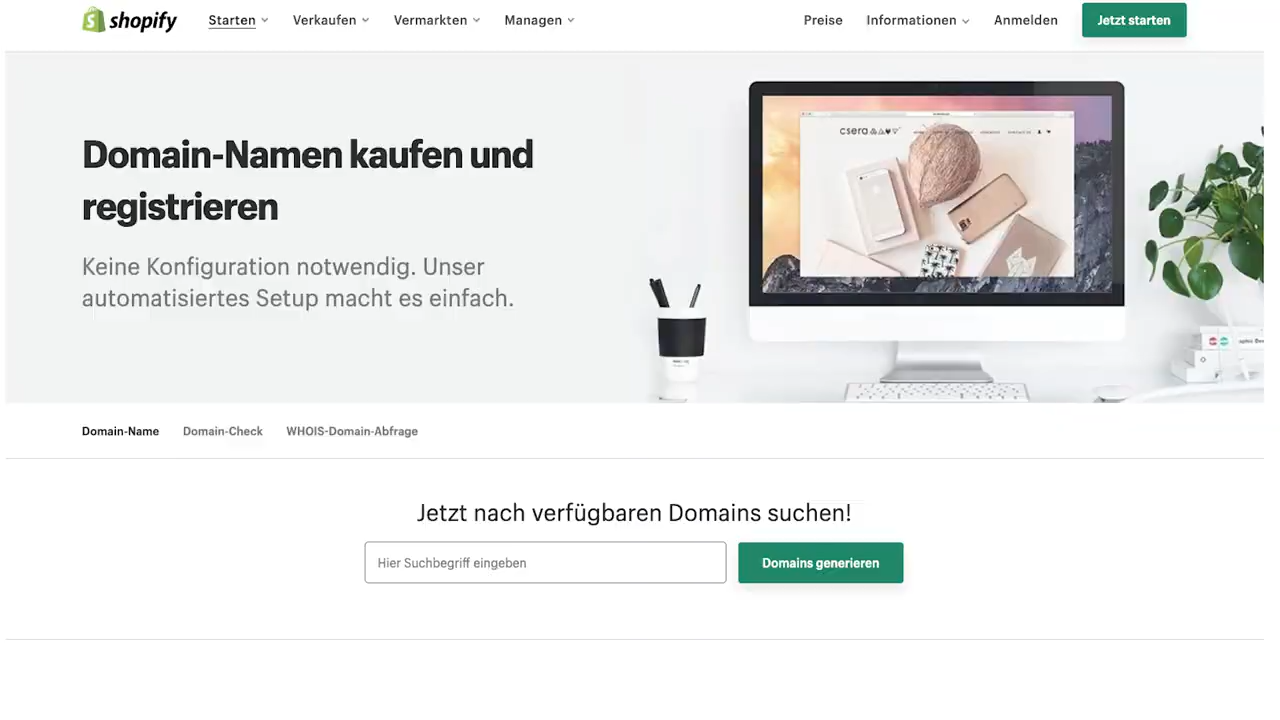 shopify
Starten
Verkaufen
Vermarkten
Managen
Preise
Informationen
Anmelden
Jetzt starten
csera
Domain-Namen kaufen und
registrieren
Keine Konfiguration notwendig. Unser
automatisiertes Setup macht es einfach.
Domain-Name
Domain-Check
WHOIS-Domain-Abfrage
Jetzt nach verfügbaren Domains suchen!
Hier Suchbegriff eingeben
Domains generieren